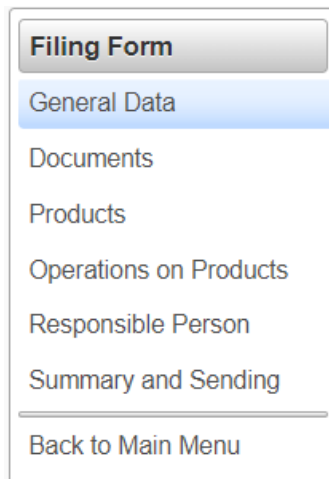 Filing Form
General Data
Documents
Products
Operations on Products
Responsible Person
Summary and Sending
Back to Main Menu